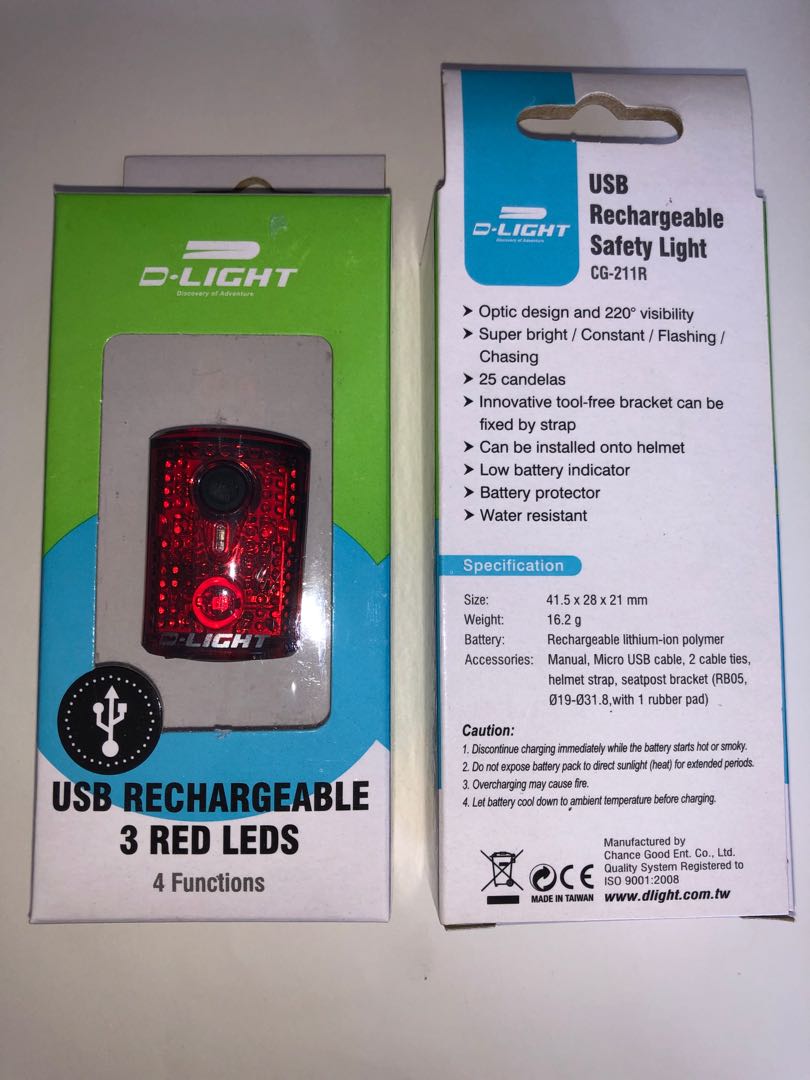 D-LIGHT
Discovery of Adventure
D-LIGHT
USB RECHARGEABLE
3 RED LEDS
4 Functions
D-LIGHT
Discovery of Adventure
USB
Rechargeable
Safety Light
CG-211R
➤ Optic design and 220° visibility
➤ Super bright / Constant / Flashing /
Chasing
➤ 25 candelas
➤ Innovative tool-free bracket can be
fixed by strap
➤ Can be installed onto helmet
➤ Low battery indicator
➤ Battery protector
➤ Water resistant
Specification
Size: 41.5 x 28 x 21 mm
Weight: 16.2 g
Battery: Rechargeable lithium-ion polymer
Accessories: Manual, Micro USB cable, 2 cable ties,
helmet strap, seatpost bracket (RB05,
Ø19-Ø31.8,with 1 rubber pad)
Caution:
1. Discontinue charging immediately while the battery starts hot or smoky.
2. Do not expose battery pack to direct sunlight (heat) for extended periods.
3. Overcharging may cause fire.
4. Let battery cool down to ambient temperature before charging.
CE
MADE IN TAIWAN
Manufactured by
Chance Good Ent. Co., Ltd.
Quality System Registered to
ISO 9001:2008
www.dlight.com.tw